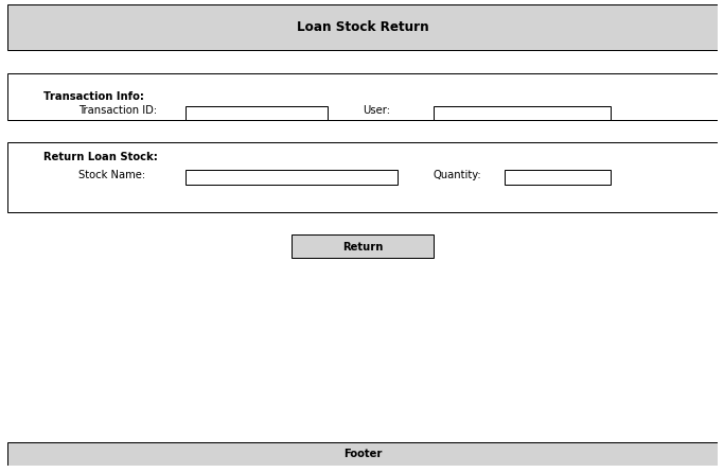 Loan Stock Return
Transaction Info:
Transaction ID: User:
Return Loan Stock:
Stock Name: Quantity:
Return
Footer